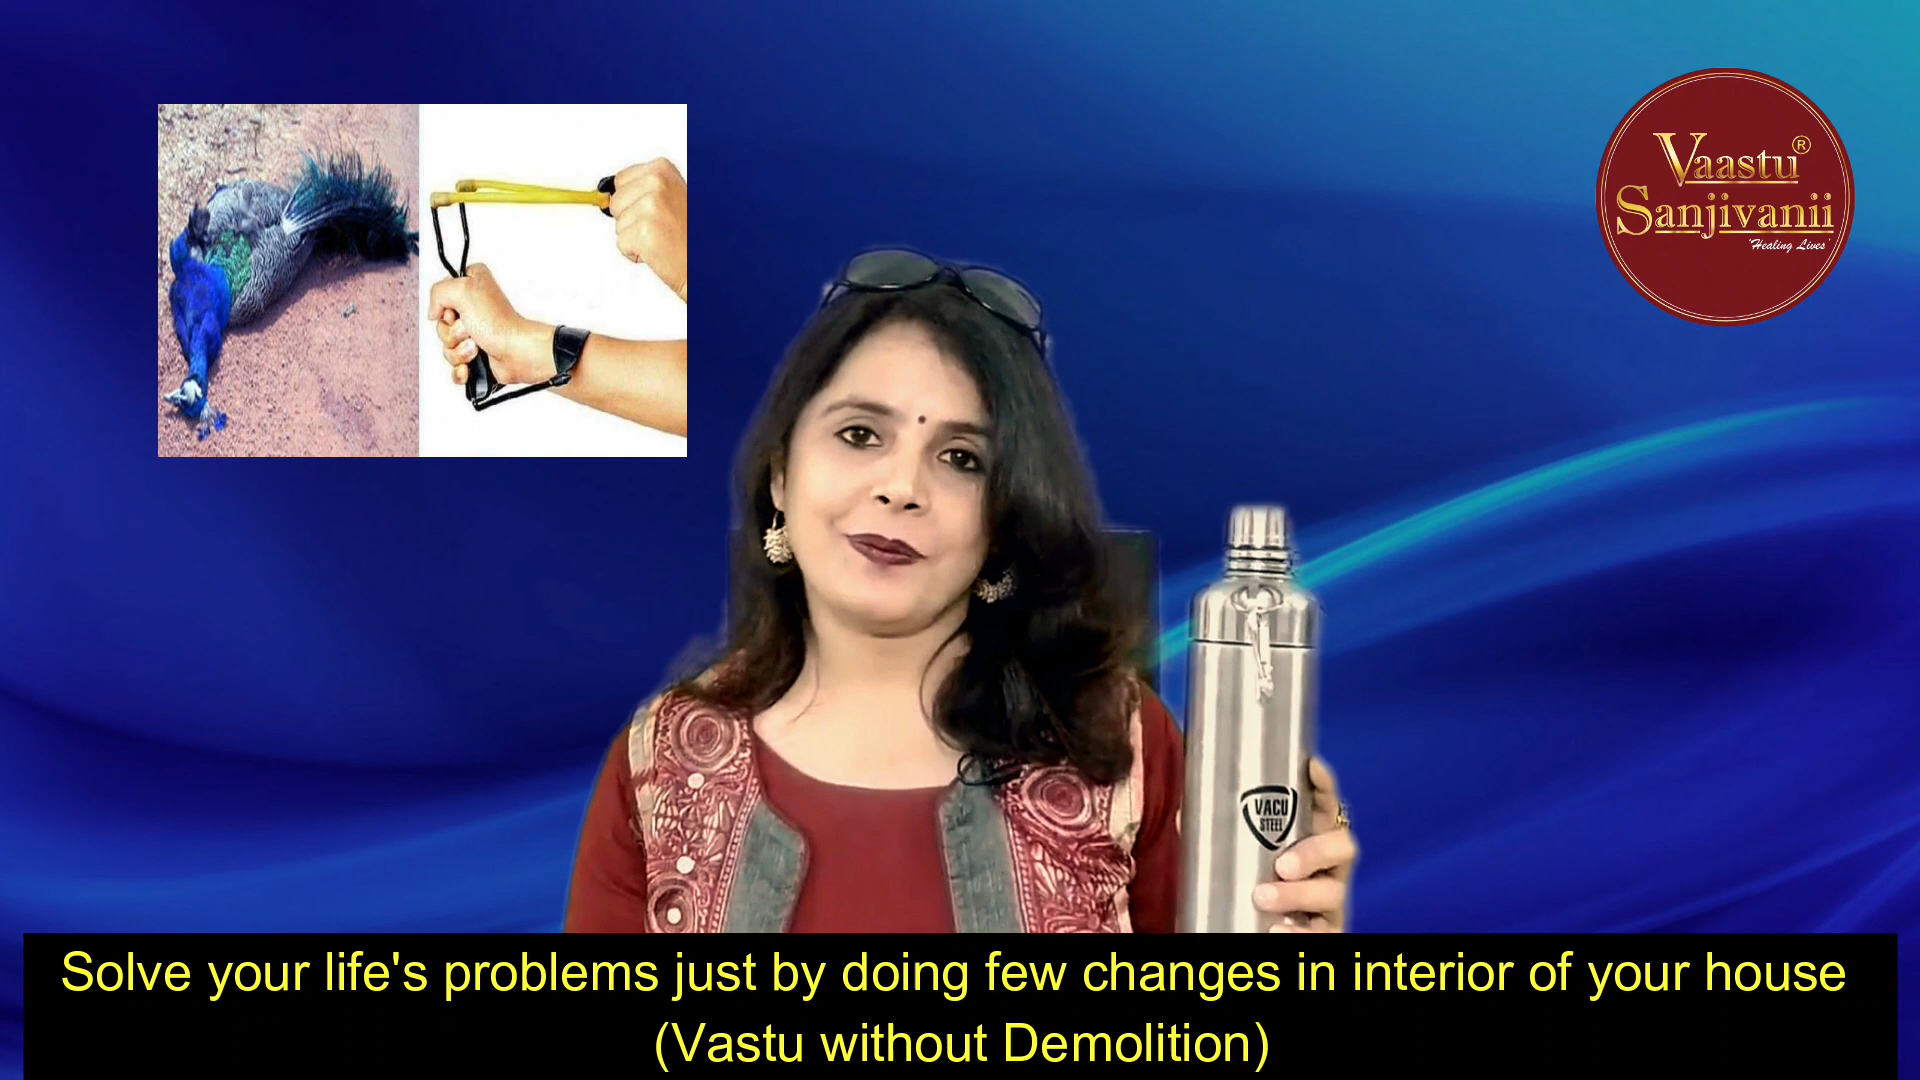 Vaastu®
Sanjivanii
'Healing Lives'
VACU
STEEL
Solve your life's problems just by doing few changes in interior of your house
(Vastu without Demolition)